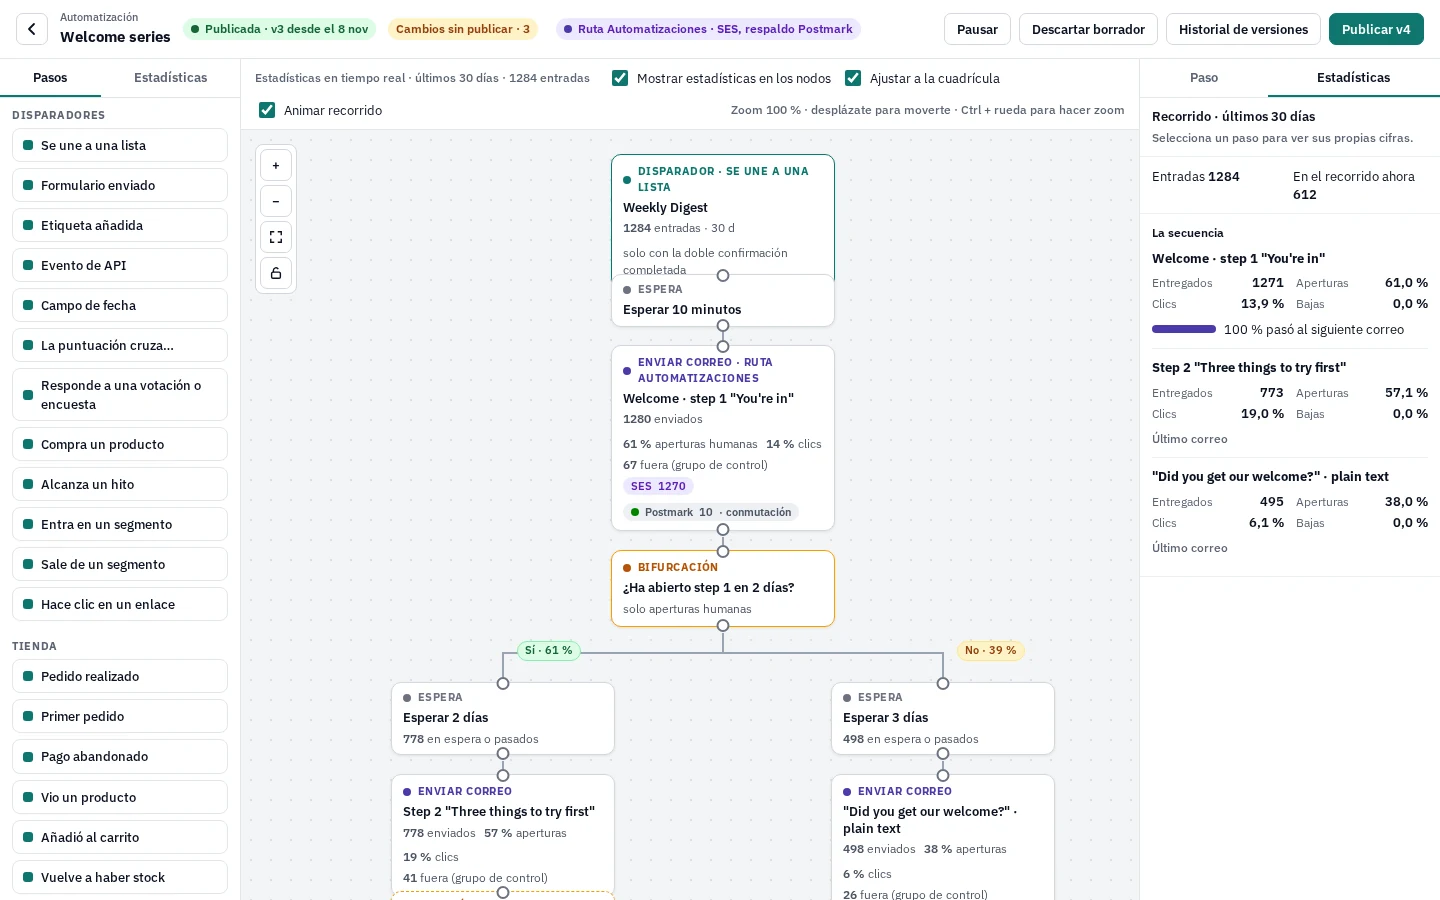 Automatización
Welcome series
Publicada · v3 desde el 8 nov
Cambios sin publicar · 3
Ruta Automatizaciones · SES, respaldo Postmark
Pausar
Descartar borrador
Historial de versiones
Publicar v4
Pasos
Estadísticas
DISPARADORES
Se une a una lista
Formulario enviado
Etiqueta añadida
Evento de API
Campo de fecha
La puntuación cruza...
Responde a una votación o
encuesta
Compra un producto
Alcanza un hito
Entra en un segmento
Sale de un segmento
Hace clic en un enlace
TIENDA
Pedido realizado
Primer pedido
Pago abandonado
Vio un producto
Añadió al carrito
Vuelve a haber stock
Estadísticas en tiempo real · últimos 30 días · 1284 entradas
Mostrar estadísticas en los nodos
Ajustar a la cuadrícula
Animar recorrido
Zoom 100 % · desplázate para moverte · Ctrl + rueda para hacer zoom
+
−
DISPARADOR · SE UNE A UNA
LISTA
Weekly Digest
1284 entradas · 30 d
solo con la doble confirmación
completada
ESPERA
Esperar 10 minutos
ENVIAR CORREO · RUTA
AUTOMATIZACIONES
Welcome · step 1 "You're in"
1280 enviados
61 % aperturas humanas 14 % clics
67 fuera (grupo de control)
SES 1270
Postmark 10 · conmutación
BIFURCACIÓN
¿Ha abierto step 1 en 2 días?
solo aperturas humanas
Sí · 61 %
No · 39 %
ESPERA
Esperar 2 días
778 en espera o pasados
ENVIAR CORREO
Step 2 "Three things to try first"
778 enviados 57 % aperturas
19 % clics
41 fuera (grupo de control)
ESPERA
Esperar 3 días
498 en espera o pasados
ENVIAR CORREO
"Did you get our welcome?" ·
plain text
498 enviados 38 % aperturas
6 % clics
26 fuera (grupo de control)
Paso
Estadísticas
Recorrido · últimos 30 días
Selecciona un paso para ver sus propias cifras.
Entradas 1284
En el recorrido ahora
612
La secuencia
Welcome · step 1 "You're in"
Entregados 1271 Aperturas 61,0 %
Clics 13,9 % Bajas 0,0 %
100 % pasó al siguiente correo
Step 2 "Three things to try first"
Entregados 773 Aperturas 57,1 %
Clics 19,0 % Bajas 0,0 %
Último correo
"Did you get our welcome?" · plain text
Entregados 495 Aperturas 38,0 %
Clics 6,1 % Bajas 0,0 %
Último correo